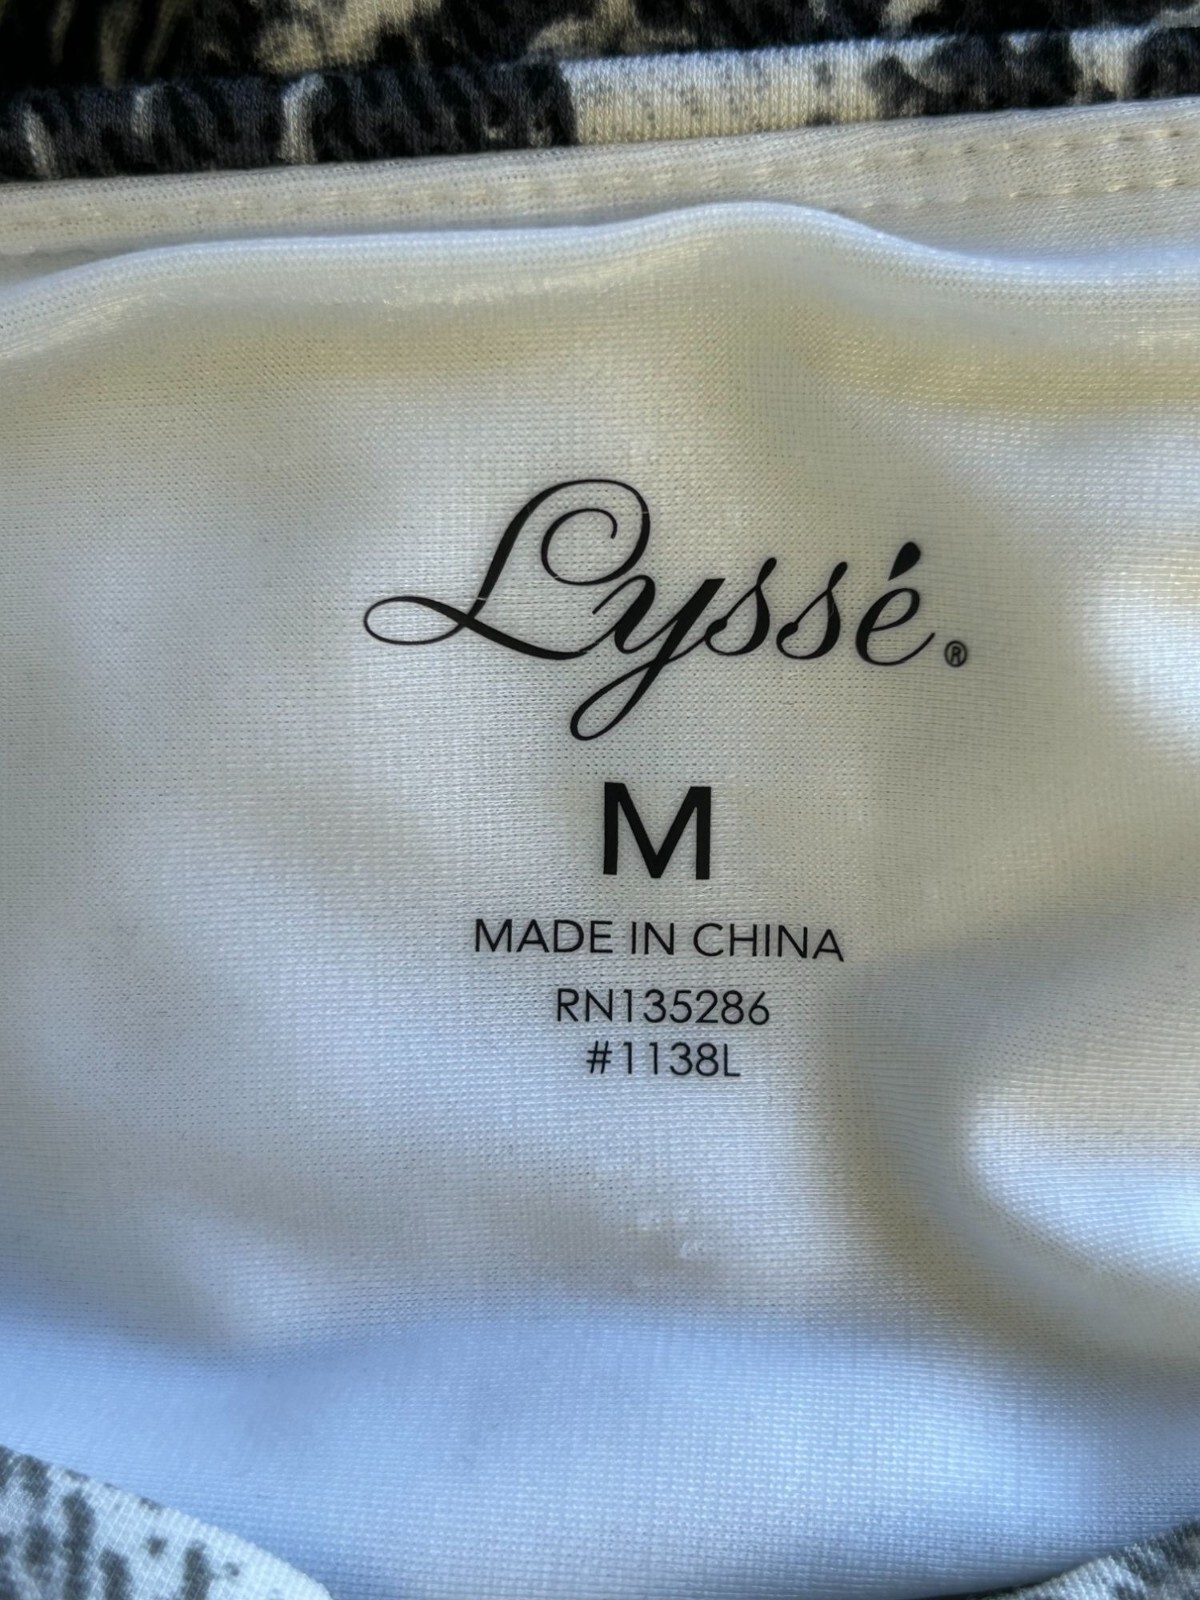 Lyssé®
M
MADE IN CHINA
RN135286
#1138L